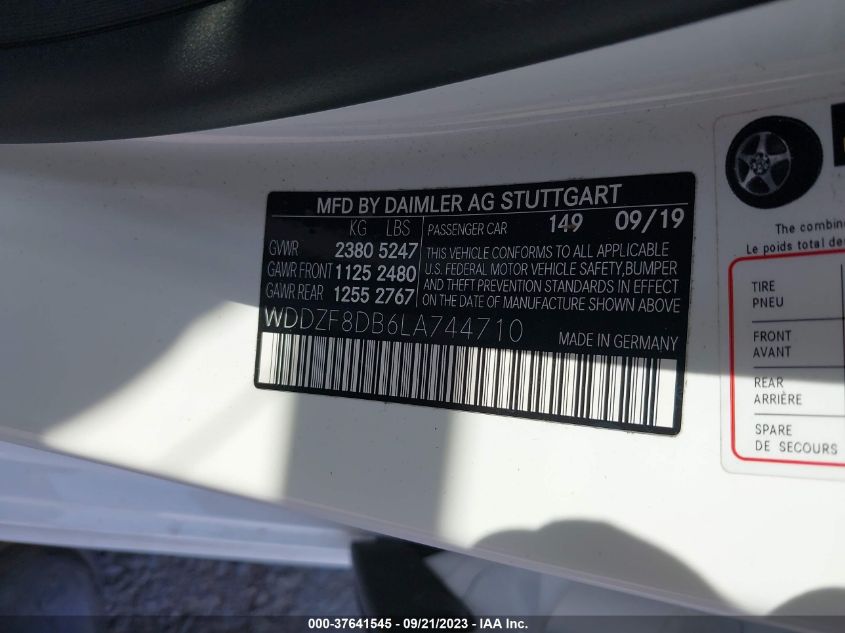 MFD BY DAIMLER AG STUTTGART
KG LBS
GVWR 2380 5247
GAWR FRONT 1125 2480
GAWR REAR 1255 2767
PASSENGER CAR 149 09/19
THIS VEHICLE CONFORMS TO ALL APPLICABLE
U.S. FEDERAL MOTOR VEHICLE SAFETY,BUMPER
AND THEFT PREVENTION STANDARDS IN EFFECT
ON THE DATE OF MANUFACTURE SHOWN ABOVE
WDDZF8DB6LA744710
MADE IN GERMANY
The combin
Le poids total de
TIRE
PNEU
FRONT
AVANT
REAR
ARRIÈRE
SPARE
DE SECOURS
000-37641545 - 09/21/2023 - IAA Inc.